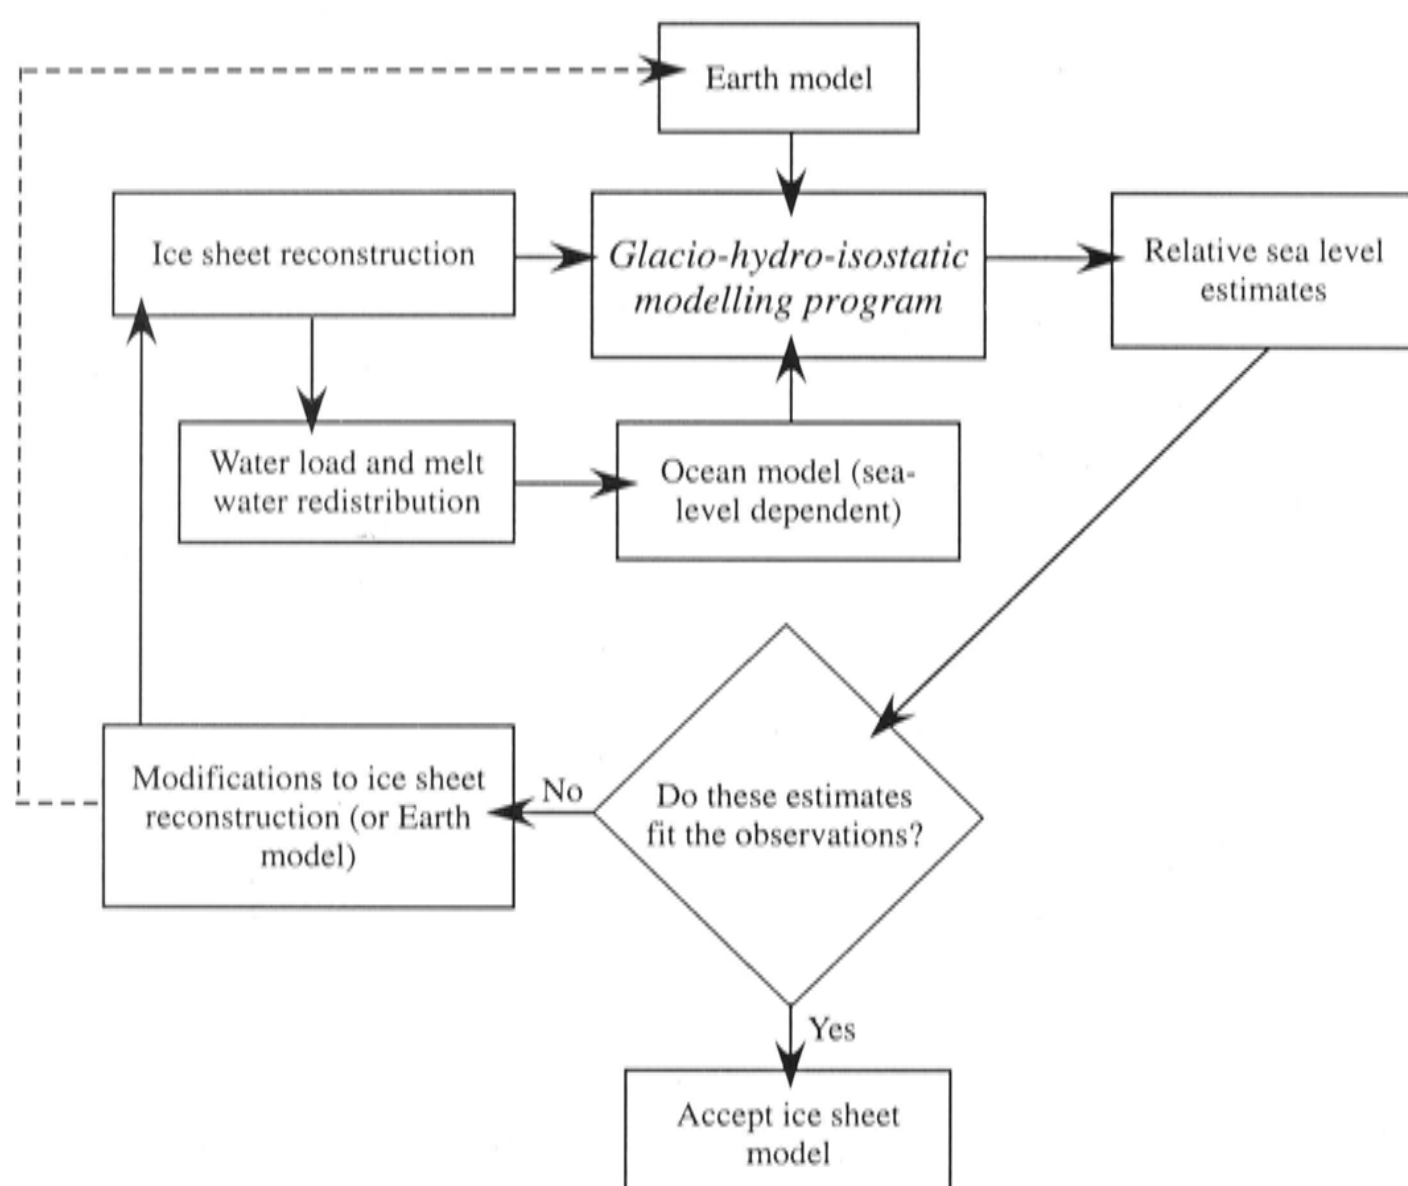 Earth model
Ice sheet reconstruction
Glacio-hydro-isostatic
modelling program
Relative sea level
estimates
Water load and melt
water redistribution
Ocean model (sea-
level dependent)
Modifications to ice sheet
reconstruction (or Earth
model)
No
Do these estimates
fit the observations?
Yes
Accept ice sheet
model